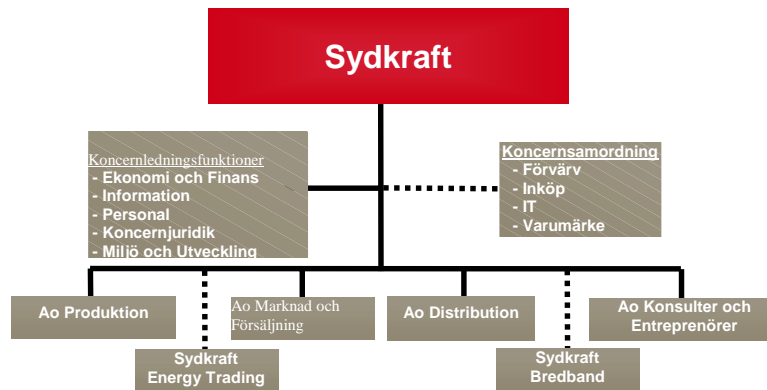 Sydkraft
Koncernledningsfunktioner
- Ekonomi och Finans
- Information
- Personal
- Koncernjuridik
- Miljö och Utveckling
Koncernsamordning
- Förvärv
- Inköp
- IT
- Varumärke
Ao Produktion
Ao Marknad och
Försäljning
Ao Distribution
Ao Konsulter och
Entreprenörer
Sydkraft
Energy Trading
Sydkraft
Bredband